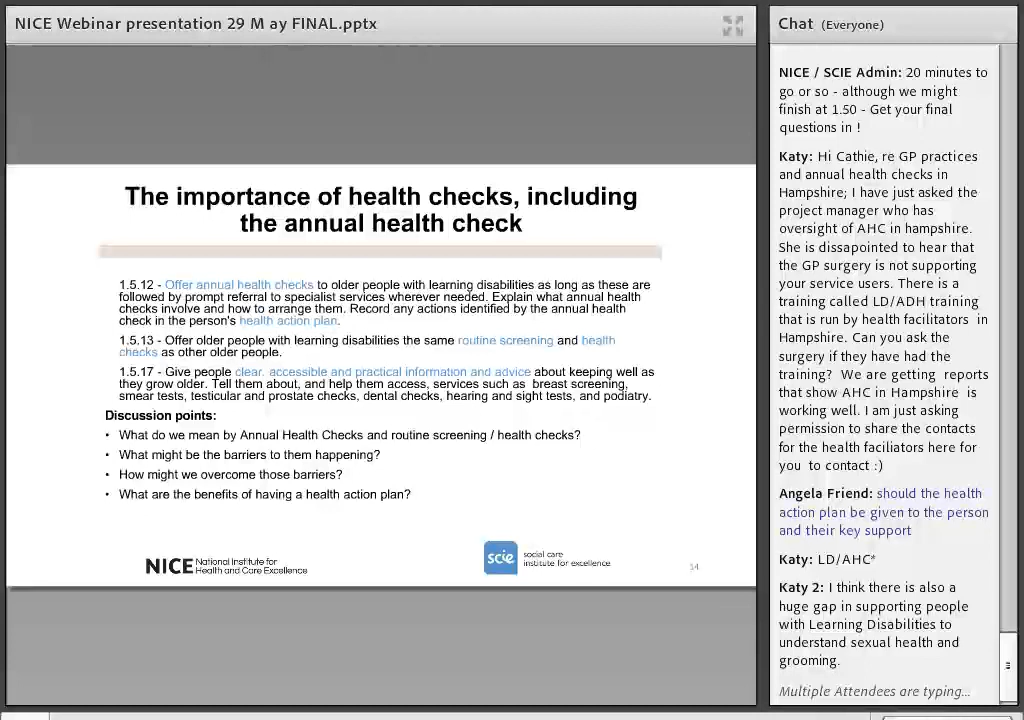 NICE Webinar presentation 29 M ay FINAL.pptx
The importance of health checks, including
the annual health check
1.5.12 - Offer annual health checks to older people with learning disabilities as long as these are
followed by prompt referral to specialist services wherever needed. Explain what annual health
checks involve and how to arrange them. Record any actions identified by the annual health
check in the person's health action plan.
1.5.13 - Offer older people with learning disabilities the same routine screening and health
checks as other older people.
1.5.17 - Give people clear, accessible and practical information and advice about keeping well as
they grow older. Tell them about, and help them access, services such as breast screening,
smear tests, testicular and prostate checks, dental checks, hearing and sight tests, and podiatry.
Discussion points:
• What do we mean by Annual Health Checks and routine screening / health checks?
• What might be the barriers to them happening?
• How might we overcome those barriers?
• What are the benefits of having a health action plan?
NICE National Institute for
Health and Care Excellence
scie social care
institute for excellence
14
Chat (Everyone)
NICE / SCIE Admin: 20 minutes to
go or so - although we might
finish at 1.50 - Get your final
questions in !
Katy: Hi Cathie, re GP practices
and annual health checks in
Hampshire; I have just asked the
project manager who has
oversight of AHC in hampshire.
She is dissapointed to hear that
the GP surgery is not supporting
your service users. There is a
training called LD/ADH training
that is run by health facilitators in
Hampshire. Can you ask the
surgery if they have had the
training? We are getting reports
that show AHC in Hampshire is
working well. I am just asking
permission to share the contacts
for the health faciliators here for
you to contact :)
Angela Friend: should the health
action plan be given to the person
and their key support
Katy: LD/AHC*
Katy 2: I think there is also a
huge gap in supporting people
with Learning Disabilities to
understand sexual health and
grooming.
Multiple Attendees are typing...